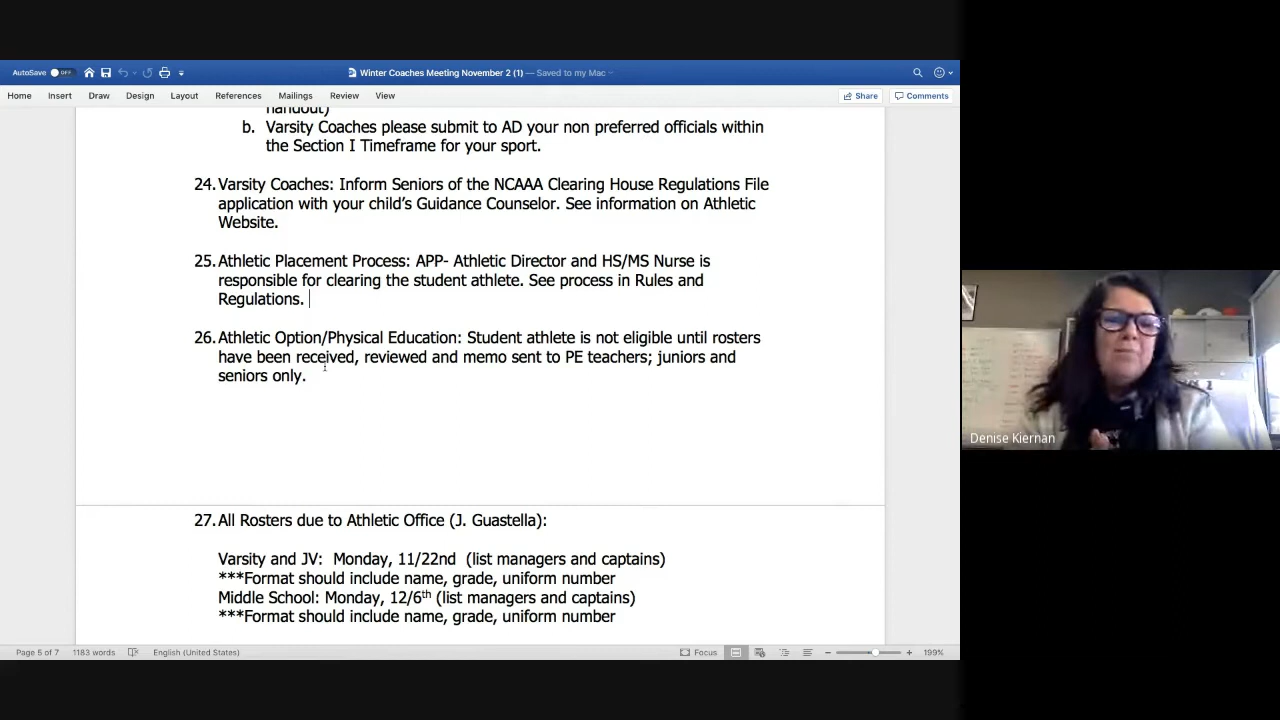 AutoSave OFF
Winter Coaches Meeting November 2 (1) — Saved to my Mac
Home Insert Draw Design Layout References Mailings Review View
Share Comments
handout)
b. Varsity Coaches please submit to AD your non preferred officials within
the Section I Timeframe for your sport.
24. Varsity Coaches: Inform Seniors of the NCAAA Clearing House Regulations File
application with your child's Guidance Counselor. See information on Athletic
Website.
25. Athletic Placement Process: APP- Athletic Director and HS/MS Nurse is
responsible for clearing the student athlete. See process in Rules and
Regulations.
26. Athletic Option/Physical Education: Student athlete is not eligible until rosters
have been received, reviewed and memo sent to PE teachers; juniors and
seniors only.
Denise Kiernan
27. All Rosters due to Athletic Office (J. Guastella):
Varsity and JV: Monday, 11/22nd (list managers and captains)
***Format should include name, grade, uniform number
Middle School: Monday, 12/6th (list managers and captains)
***Format should include name, grade, uniform number
Page 5 of 7 1183 words English (United States) Focus 199%